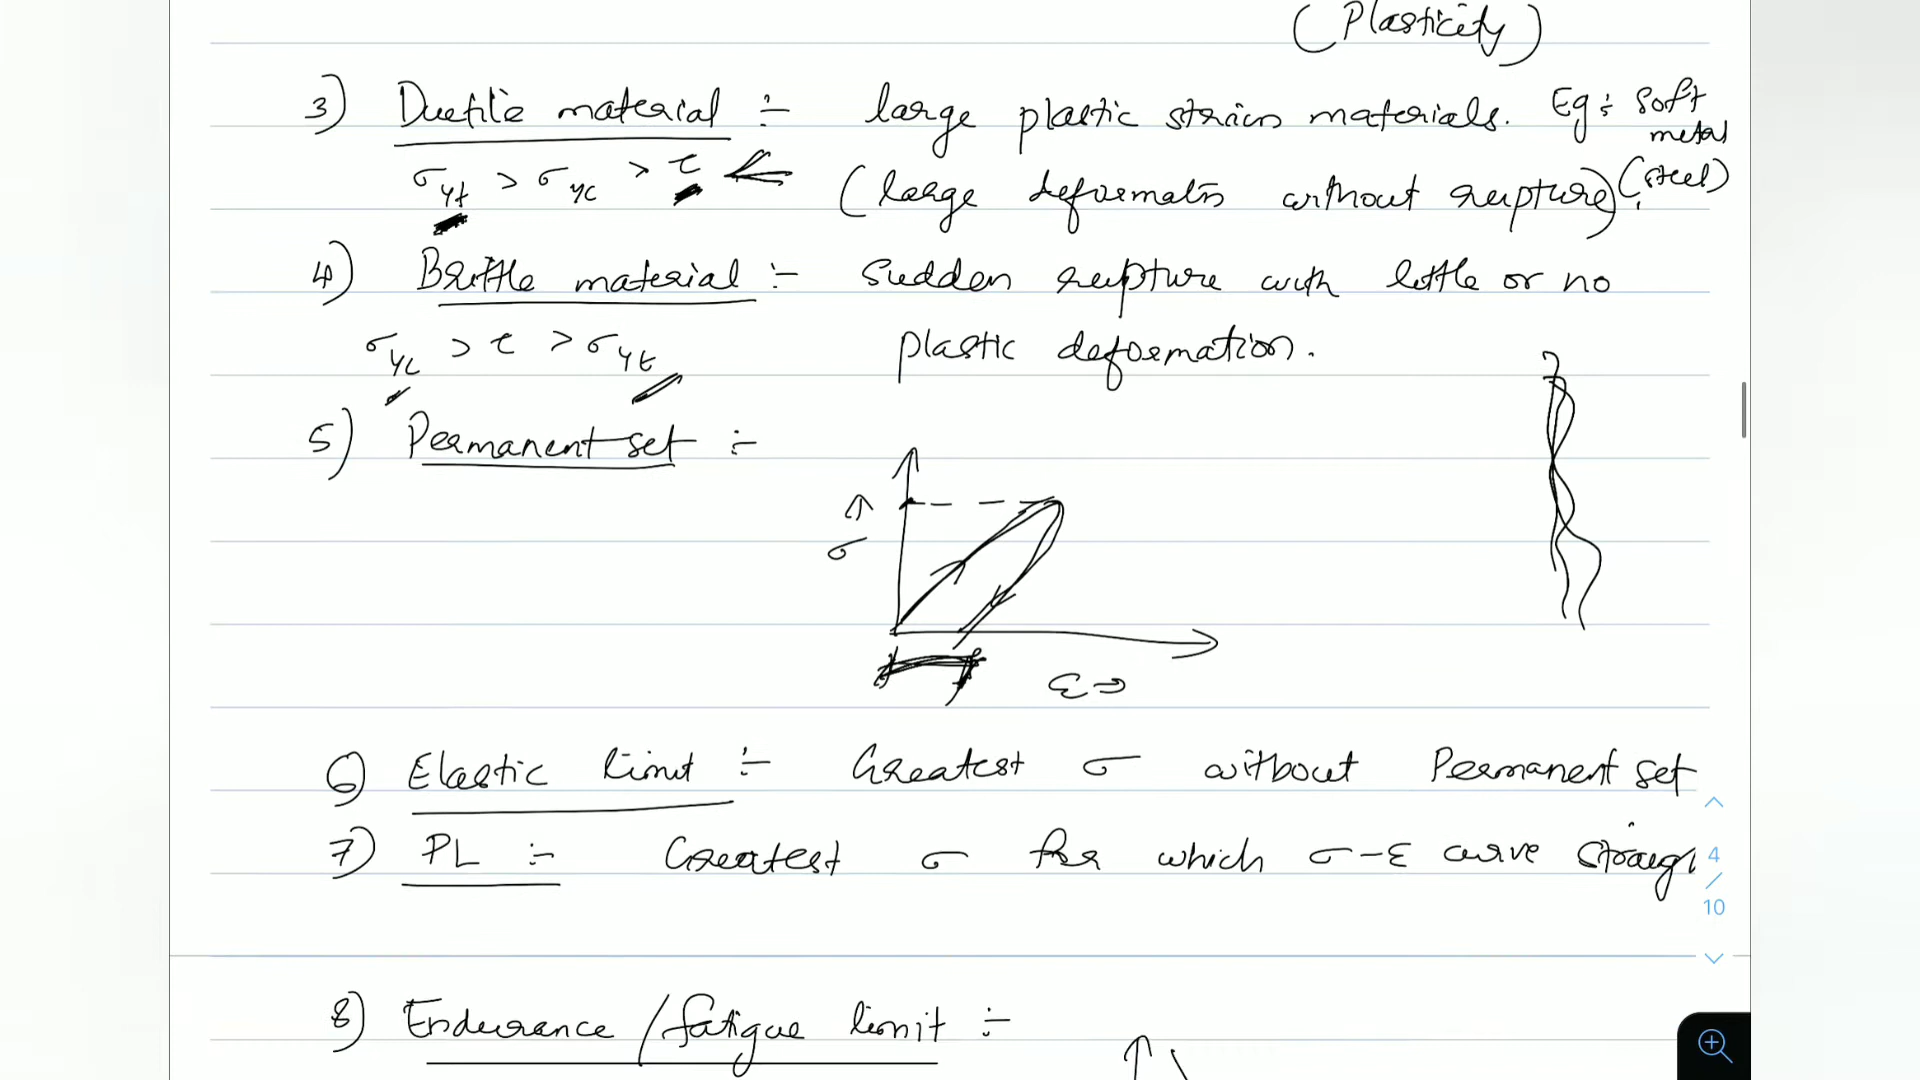 (Plasticity)
3) Ductile material :- large plastic strain materials. Eg: Soft metal
σyt > σyc > τ (large deformatn without rupture). (steel)
4) Brittle material :- Sudden rupture with little or no
σyc > τ > σyt plastic deformation.
5) Permanent set :-
↑
σ
ε →
6) Elastic limit :- Greatest σ without Permanent set
7) PL :- Greatest σ for which σ-ε curve straigh
4
/
10
8) Endurance / fatigue limit :-